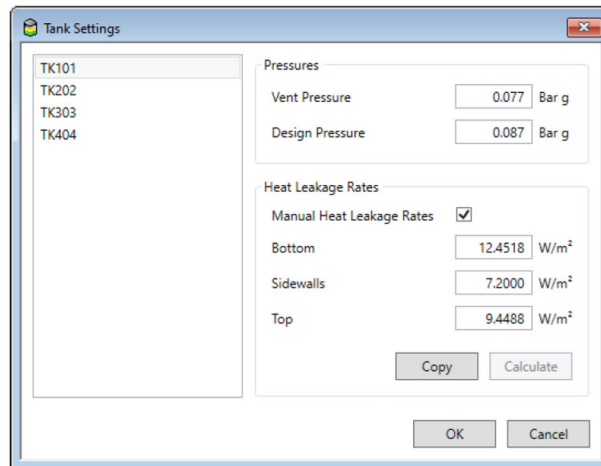 Tank Settings
TK101
TK202
TK303
TK404
Pressures
Vent Pressure 0.077 Bar g
Design Pressure 0.087 Bar g
Heat Leakage Rates
Manual Heat Leakage Rates
Bottom 12.4518 W/m²
Sidewalls 7.2000 W/m²
Top 9.4488 W/m²
Copy Calculate
OK Cancel